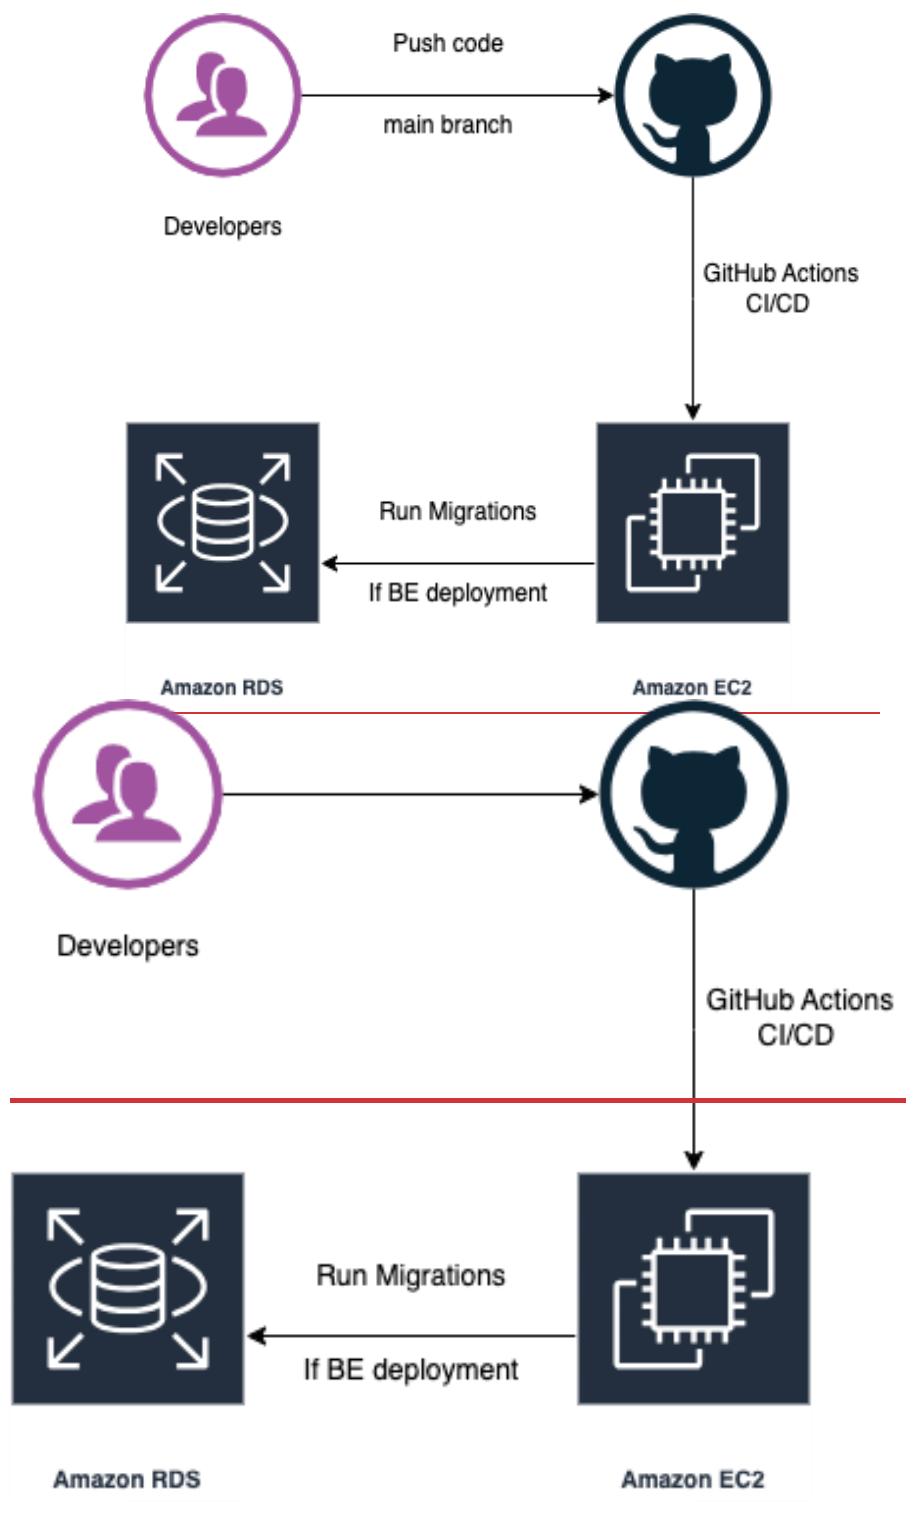 Push code
main branch
Developers
GitHub Actions
CI/CD
Run Migrations
If BE deployment
Amazon RDS
Amazon EC2
Developers
GitHub Actions
CI/CD
Run Migrations
If BE deployment
Amazon RDS
Amazon EC2